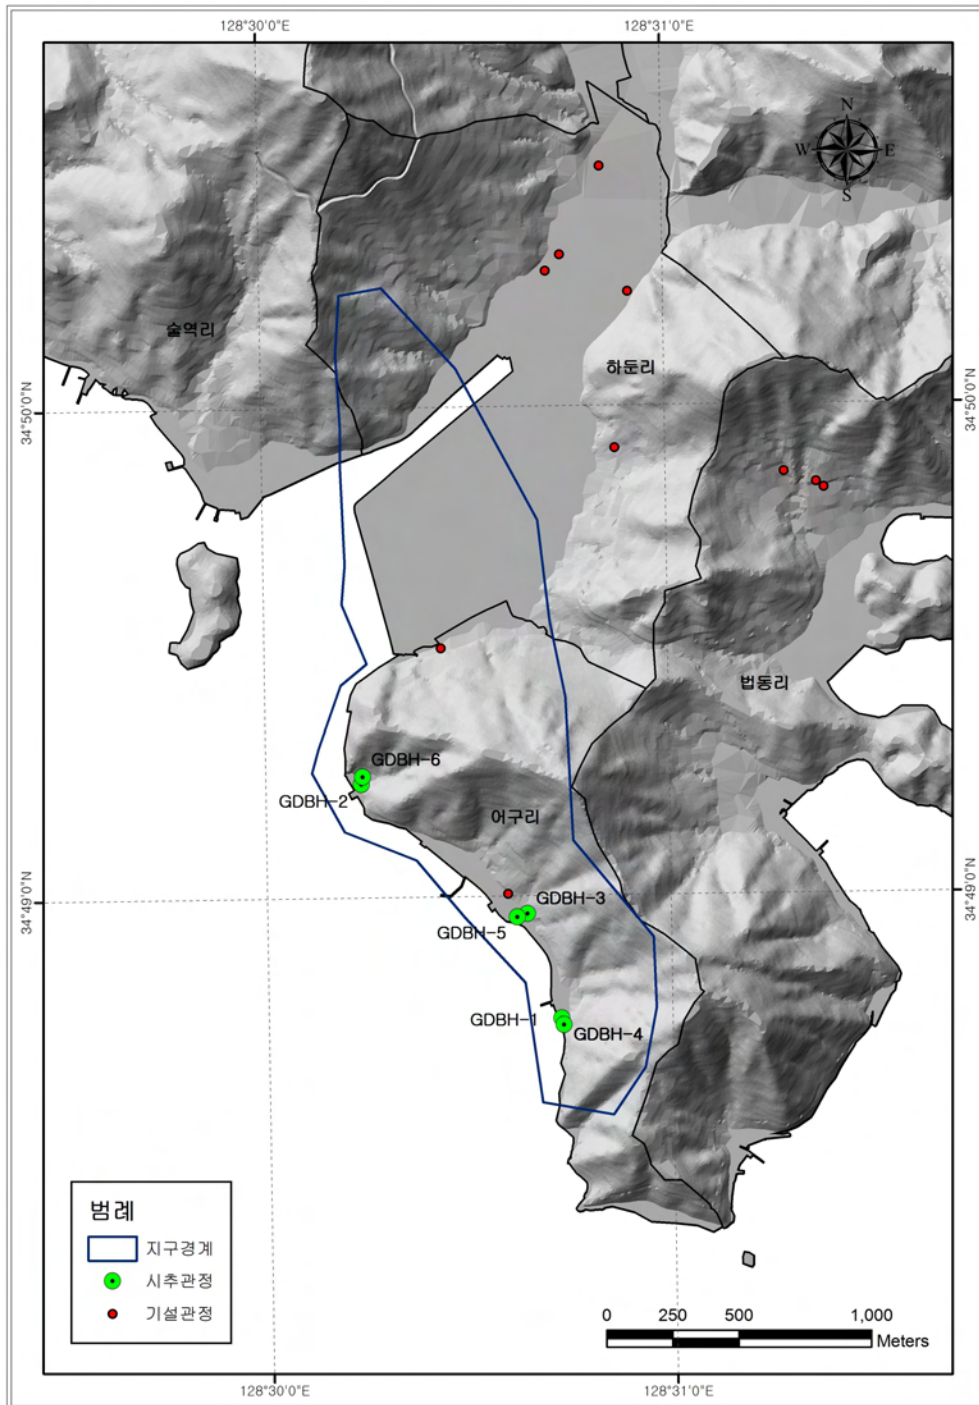 128°30'0"E
128°31'0"E
N
W
E
S
술역리
하둔리
34°50'0"N
34°50'0"N
법동리
GDBH-6
GDBH-2
어구리
34°49'0"N
34°49'0"N
GDBH-3
GDBH-5
GDBH-1
GDBH-4
범례
지구경계
시추관정
기설관정
0 250 500 1,000
Meters
128°30'0"E
128°31'0"E